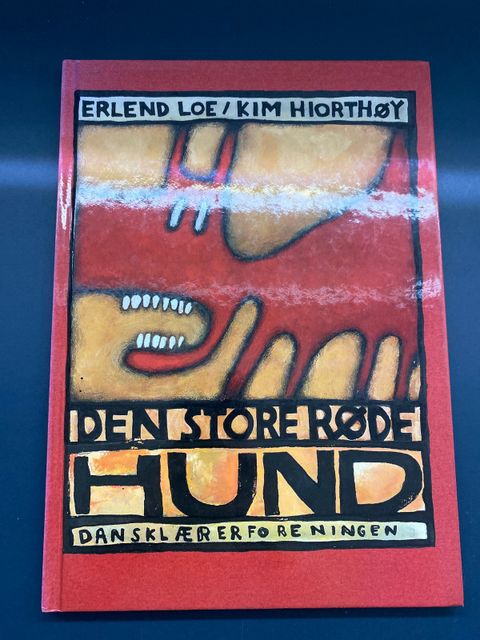 ERLEND LOE / KIM HIORTHØY
DEN STORE RØDE
HUND
DANSKLÆRERFORENINGEN